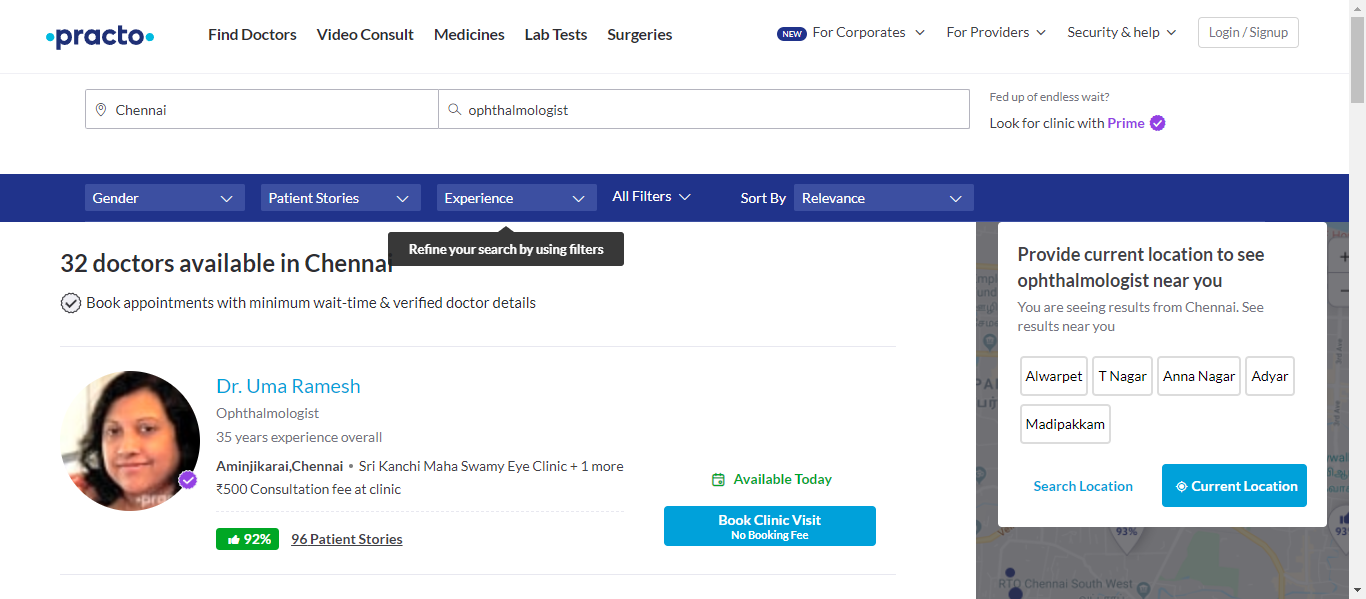 practo
Find Doctors Video Consult Medicines Lab Tests Surgeries
NEW For Corporates For Providers Security & help Login / Signup
Chennai
ophthalmologist
Fed up of endless wait?
Look for clinic with Prime
Gender Patient Stories Experience All Filters Sort By Relevance
Refine your search by using filters
32 doctors available in Chennai
Book appointments with minimum wait-time & verified doctor details
Dr. Uma Ramesh
Ophthalmologist
35 years experience overall
Aminjikarai,Chennai • Sri Kanchi Maha Swamy Eye Clinic + 1 more
₹500 Consultation fee at clinic
92% 96 Patient Stories
Available Today
Book Clinic Visit
No Booking Fee
Provide current location to see
ophthalmologist near you
You are seeing results from Chennai. See
results near you
Alwarpet T Nagar Anna Nagar Adyar
Madipakkam
Search Location Current Location
93%
RTO Chennai South West